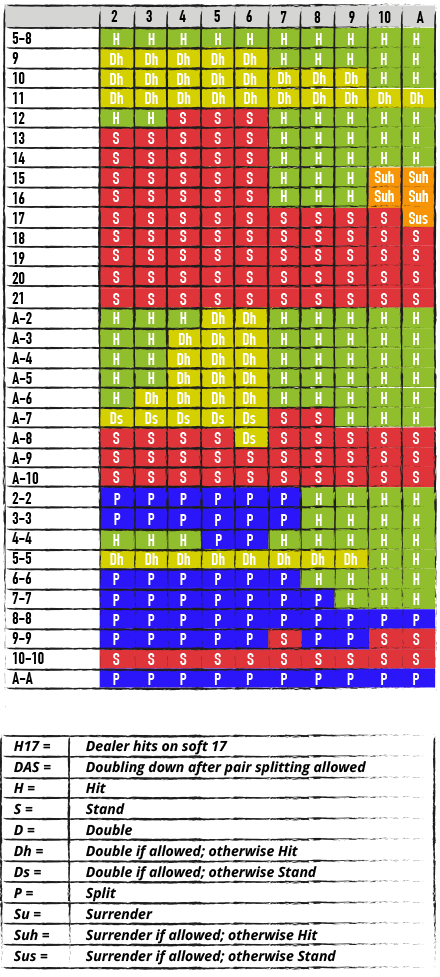 2 3 4 5 6 7 8 9 10 A
5-8 H H H H H H H H H H
9 Dh Dh Dh Dh Dh H H H H H
10 Dh Dh Dh Dh Dh Dh Dh Dh H H
11 Dh Dh Dh Dh Dh Dh Dh Dh Dh Dh
12 H H S S S H H H H H
13 S S S S S H H H H H
14 S S S S S H H H H H
15 S S S S S H H H Suh Suh
16 S S S S S H H H Suh Suh
17 S S S S S S S S S Sus
18 S S S S S S S S S S
19 S S S S S S S S S S
20 S S S S S S S S S S
21 S S S S S S S S S S
A-2 H H H Dh Dh H H H H H
A-3 H H Dh Dh Dh H H H H H
A-4 H H Dh Dh Dh H H H H H
A-5 H H Dh Dh Dh H H H H H
A-6 H Dh Dh Dh Dh H H H H H
A-7 Ds Ds Ds Ds Ds S S H H H
A-8 S S S S Ds S S S S S
A-9 S S S S S S S S S S
A-10 S S S S S S S S S S
2-2 P P P P P P H H H H
3-3 P P P P P P H H H H
4-4 H H H P P H H H H H
5-5 Dh Dh Dh Dh Dh Dh Dh Dh H H
6-6 P P P P P P H H H H
7-7 P P P P P P P H H H
8-8 P P P P P P P P P P
9-9 P P P P P S P P S S
10-10 S S S S S S S S S S
A-A P P P P P P P P P P
H17 = Dealer hits on soft 17
DAS = Doubling down after pair splitting allowed
H = Hit
S = Stand
D = Double
Dh = Double if allowed; otherwise Hit
Ds = Double if allowed; otherwise Stand
P = Split
Su = Surrender
Suh = Surrender if allowed; otherwise Hit
Sus = Surrender if allowed; otherwise Stand